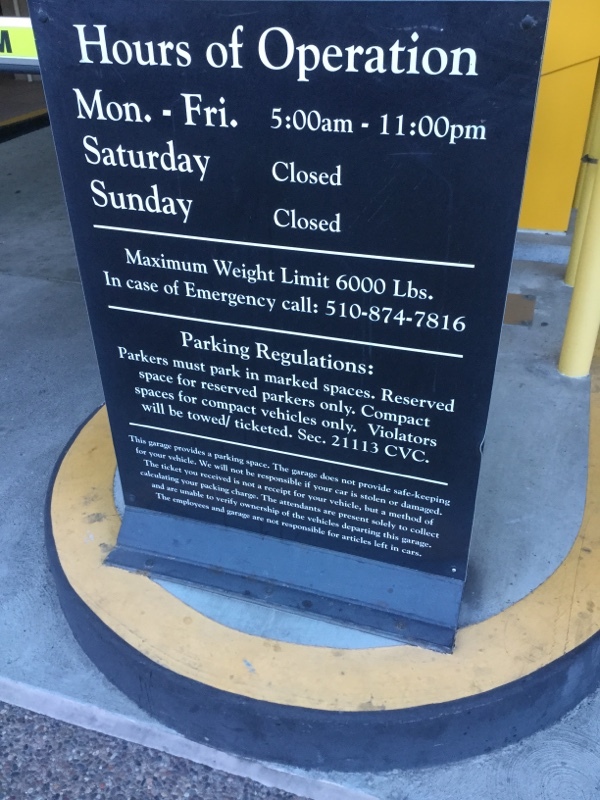 M
Hours of Operation
Mon. - Fri. 5:00am - 11:00pm
Saturday Closed
Sunday Closed
Maximum Weight Limit 6000 Lbs.
In case of Emergency call: 510-874-7816
Parking Regulations:
Parkers must park in marked spaces. Reserved
space for reserved parkers only. Compact
spaces for compact vehicles only. Violators
will be towed/ ticketed. Sec. 21113 CVC.
This garage provides a parking space. The garage does not provide safe-keeping
for your vehicle. We will not be responsible if your car is stolen or damaged.
The ticket you received is not a receipt for your vehicle, but a method of
calculating your packing charge. The attendants are present solely to collect
and are unable to verify ownership of the vehicles departing this garage.
The employees and garage are not responsible for articles left in cars.